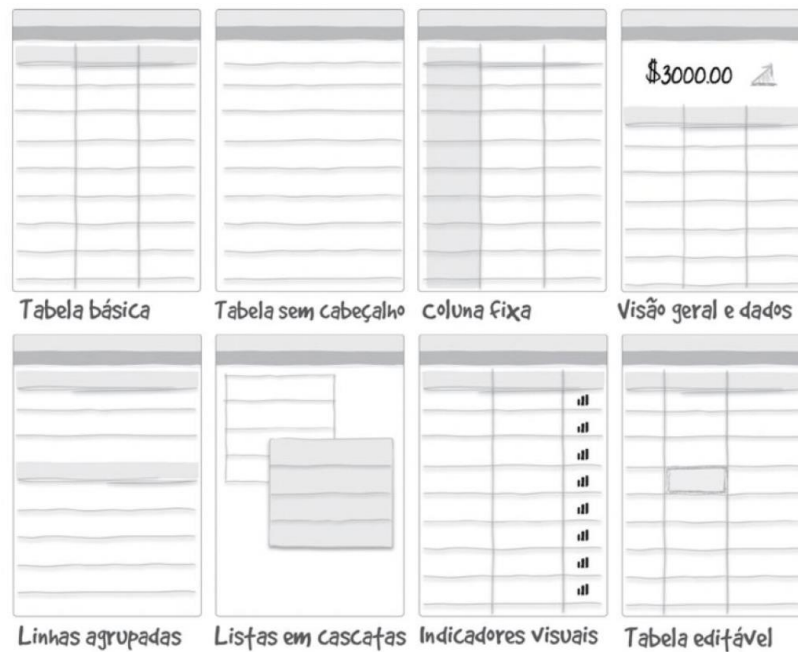 $3000.00
Tabela básica
Tabela sem cabeçalho
Coluna fixa
Visão geral e dados
Linhas agrupadas
Listas em cascatas
Indicadores visuais
Tabela editável